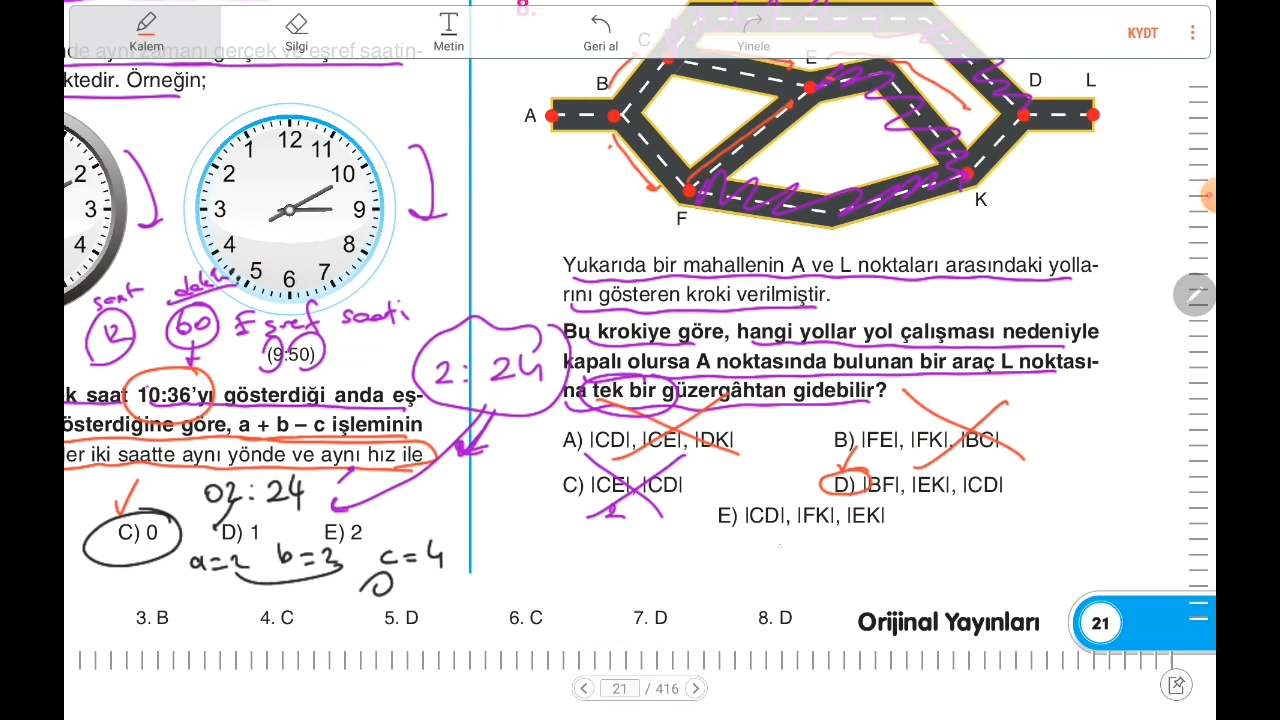 Kalem
Silgi
Metin
Geri al
Yinele
KYDT
8.
de aynı zamanı gerçek ve eşref saatin-
ktedir. Örneğin;
2
3
4
12
11
10
9
8
7
6
5
4
3
2
1
saat
12
60
Eşref saati
(9:50)
k saat 10:36'yı gösterdiği anda eş-
österdiğine göre, a + b – c işleminin
er iki saatte aynı yönde ve aynı hız ile
02:24
C) 0
D) 1
E) 2
a=2 b=2 c=4
0
2:24
A
B
C
E
D
L
F
K
Yukarıda bir mahallenin A ve L noktaları arasındaki yolla-
rını gösteren kroki verilmiştir.
Bu krokiye göre, hangi yollar yol çalışması nedeniyle
kapalı olursa A noktasında bulunan bir araç L noktası-
na tek bir güzergâhtan gidebilir?
A) |CD|, |CE|, |DK|
B) |FE|, |FK|, |BC|
C) |CE|, |CD|
D) |BF|, |EK|, |CD|
2
E) |CD|, |FK|, |EK|
3. B
4. C
5. D
6. C
7. D
8. D
Orijinal Yayınları
21
21 / 416